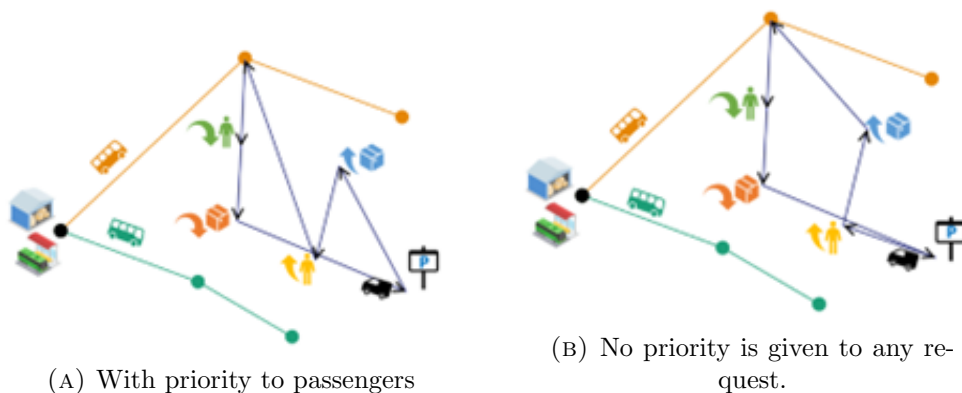 P
P
(A) With priority to passengers
(B) No priority is given to any re-
quest.